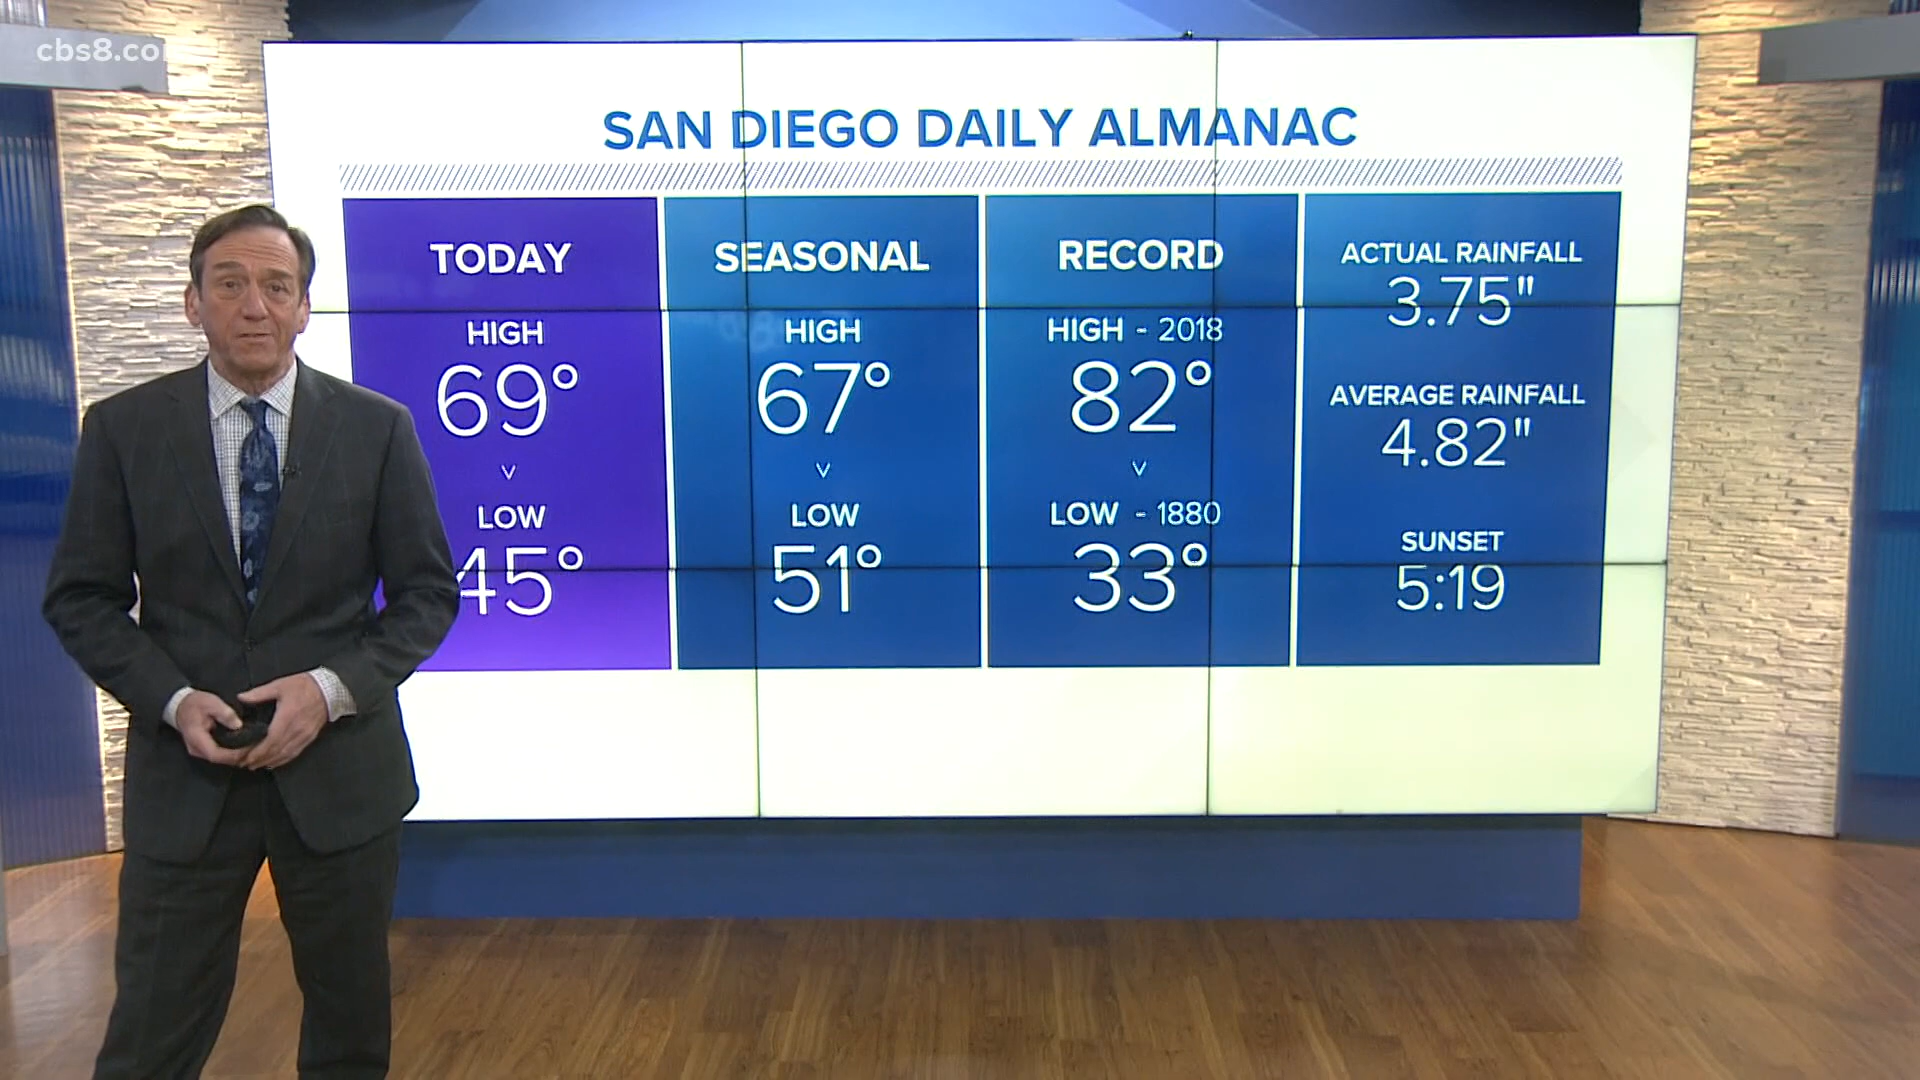 cbs8.com
SAN DIEGO DAILY ALMANAC
TODAY
HIGH
69°
LOW
45°
SEASONAL
HIGH
67°
LOW
51°
RECORD
HIGH - 2018
82°
LOW - 1880
33°
ACTUAL RAINFALL
3.75"
AVERAGE RAINFALL
4.82"
SUNSET
5:19